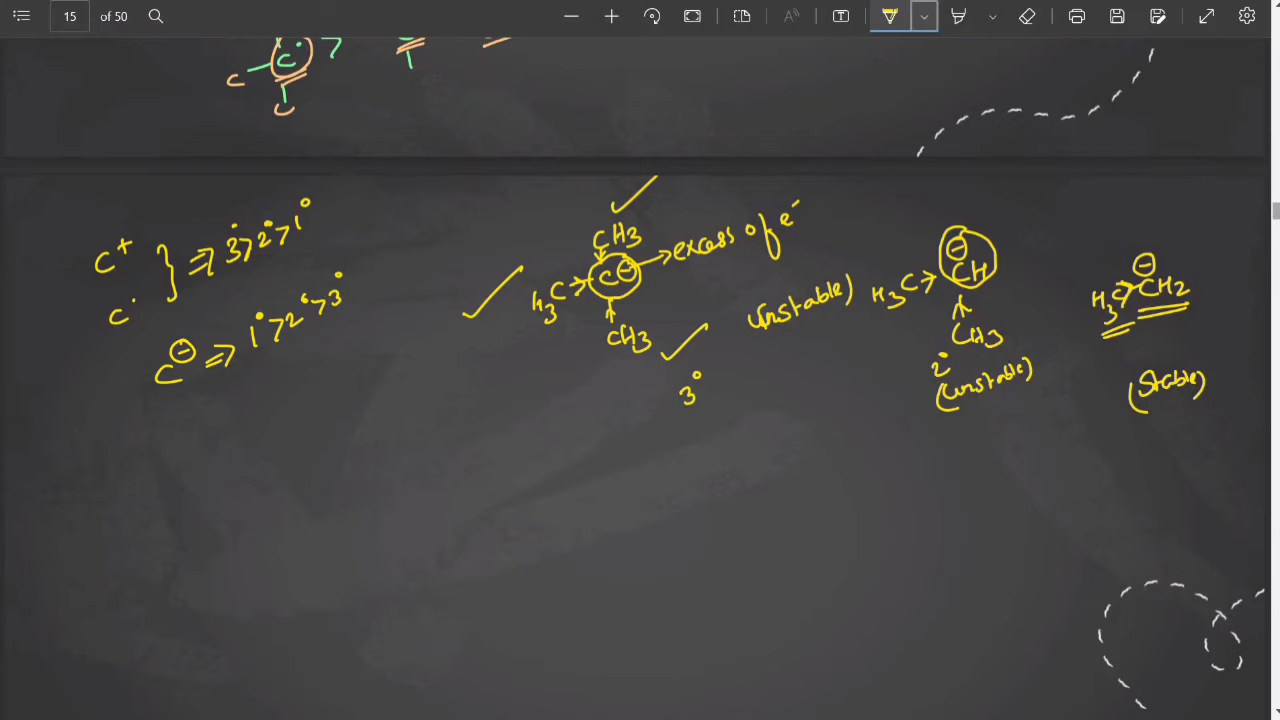 15 of 50
C
C·
C
C+
C·
} ⇒ 3°>2°>1°
C⊖ ⇒ 1°>2°>3°
CH3
H3C → C⊖ → excess of e-
CH3
3°
(unstable)
⊖
H3C → CH
CH3
2°
(unstable)
⊖
H3C→CH2
(stable)